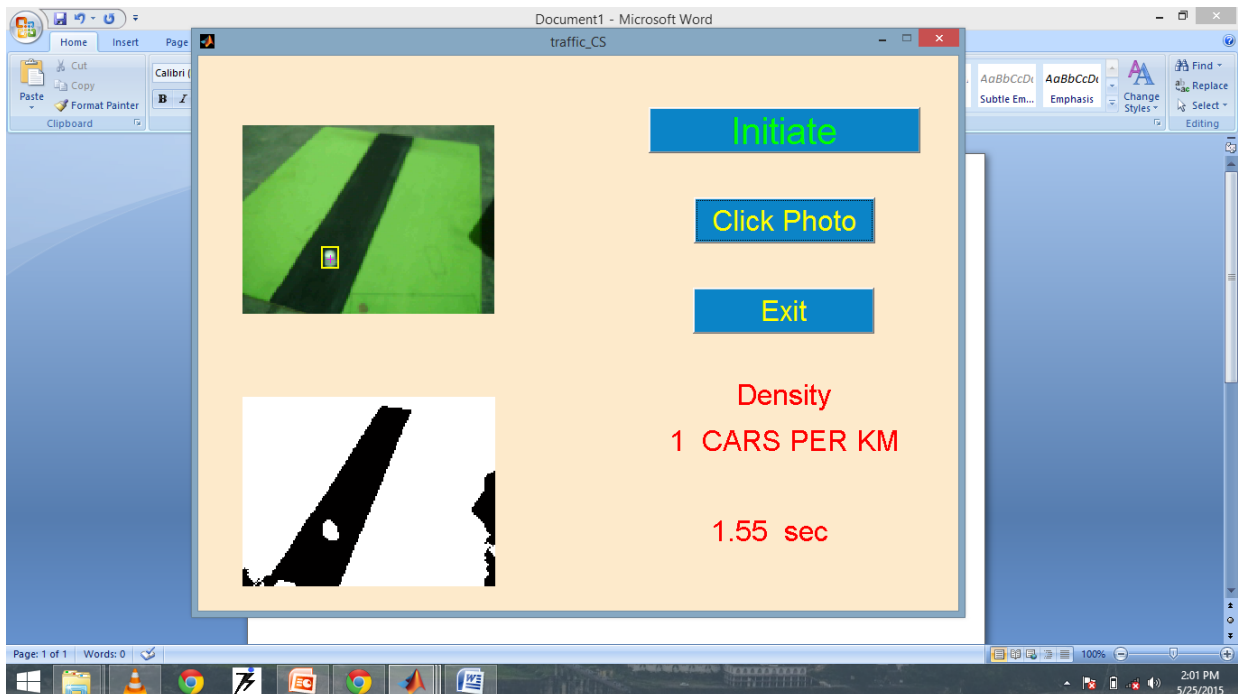 Document1 - Microsoft Word
Home Insert Page
traffic_CS
Cut
Copy
Paste
Format Painter
Clipboard
Calibri (
B I
AaBbCcDc AaBbCcDc
Subtle Em... Emphasis
Change
Styles
Find
Replace
Select
Editing
Initiate
Click Photo
Exit
Density
1 CARS PER KM
1.55 sec
Page: 1 of 1 Words: 0
100%
2:01 PM
5/25/2015